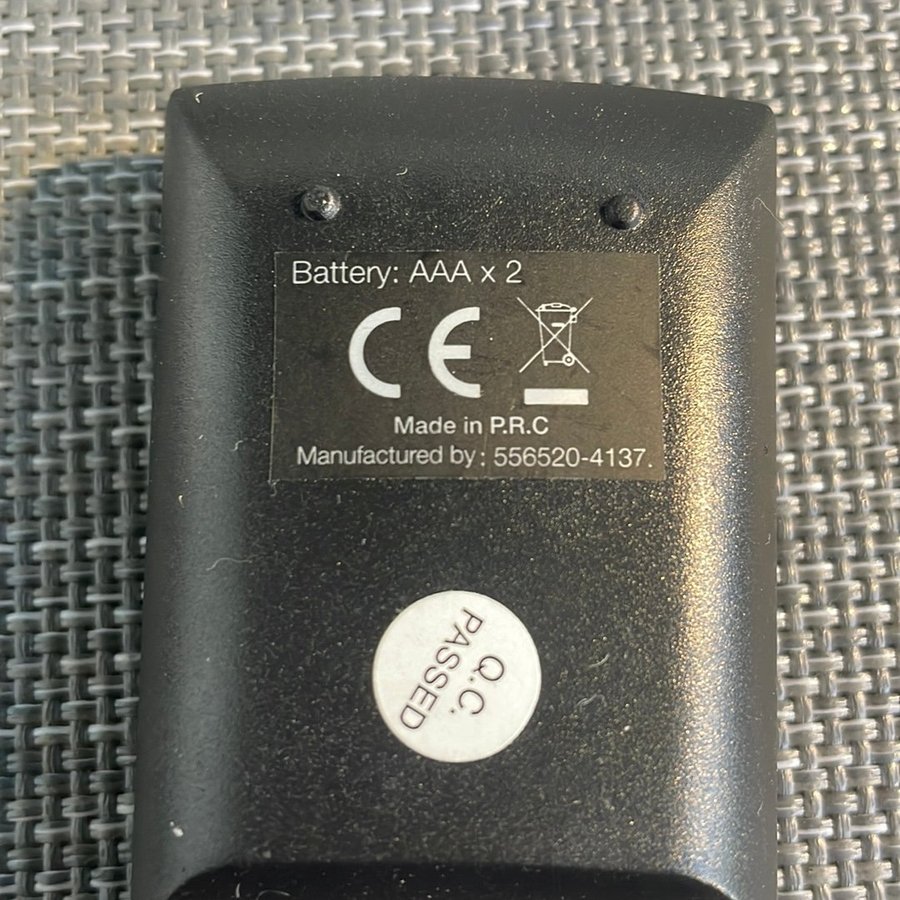 Battery: AAA x 2
CE
Made in P.R.C
Manufactured by: 556520-4137.
Q.C.
PASSED